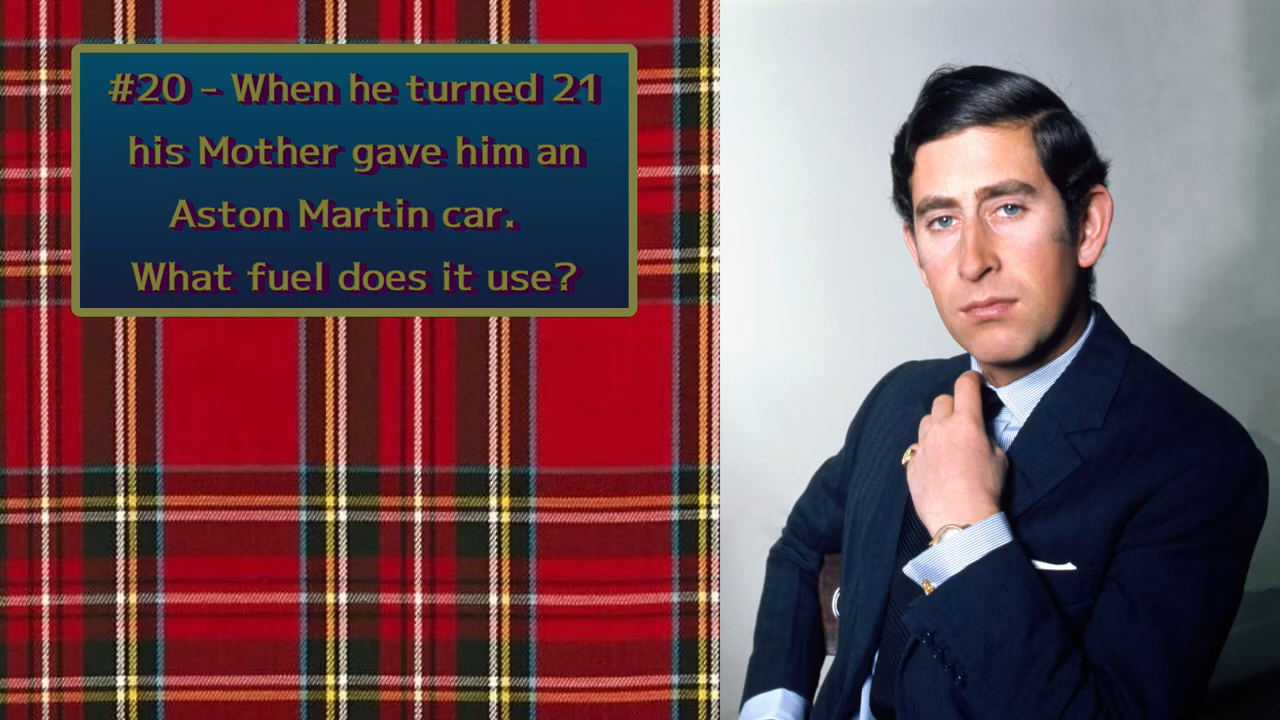 #20 - When he turned 21
his Mother gave him an
Aston Martin car.
What fuel does it use?